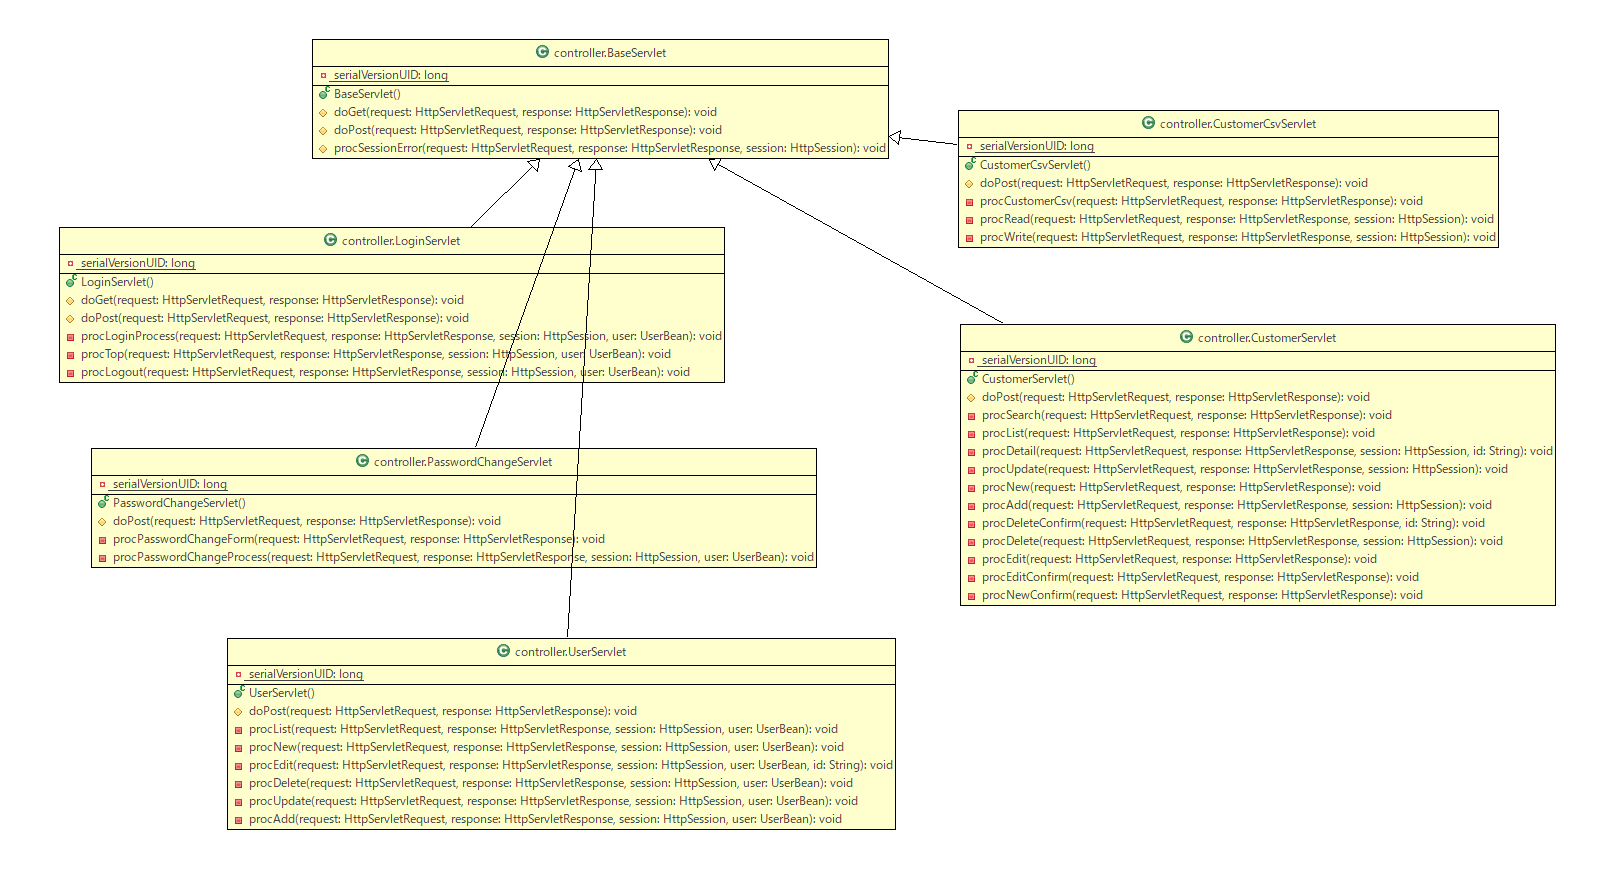 controller.BaseServlet
serialVersionUID: long
BaseServlet()
doGet(request: HttpServletRequest, response: HttpServletResponse): void
doPost(request: HttpServletRequest, response: HttpServletResponse): void
procSessionError(request: HttpServletRequest, response: HttpServletResponse, session: HttpSession): void
controller.CustomerCsvServlet
serialVersionUID: long
CustomerCsvServlet()
doPost(request: HttpServletRequest, response: HttpServletResponse): void
procCustomerCsv(request: HttpServletRequest, response: HttpServletResponse): void
procRead(request: HttpServletRequest, response: HttpServletResponse, session: HttpSession): void
procWrite(request: HttpServletRequest, response: HttpServletResponse, session: HttpSession): void
controller.LoginServlet
serialVersionUID: long
LoginServlet()
doGet(request: HttpServletRequest, response: HttpServletResponse): void
doPost(request: HttpServletRequest, response: HttpServletResponse): void
procLoginProcess(request: HttpServletRequest, response: HttpServletResponse, session: HttpSession, user: UserBean): void
procTop(request: HttpServletRequest, response: HttpServletResponse, session: HttpSession, user: UserBean): void
procLogout(request: HttpServletRequest, response: HttpServletResponse, session: HttpSession, user: UserBean): void
controller.CustomerServlet
serialVersionUID: long
CustomerServlet()
doPost(request: HttpServletRequest, response: HttpServletResponse): void
procSearch(request: HttpServletRequest, response: HttpServletResponse): void
procList(request: HttpServletRequest, response: HttpServletResponse): void
procDetail(request: HttpServletRequest, response: HttpServletResponse, session: HttpSession, id: String): void
procUpdate(request: HttpServletRequest, response: HttpServletResponse, session: HttpSession): void
procNew(request: HttpServletRequest, response: HttpServletResponse): void
procAdd(request: HttpServletRequest, response: HttpServletResponse, session: HttpSession): void
procDeleteConfirm(request: HttpServletRequest, response: HttpServletResponse, id: String): void
procDelete(request: HttpServletRequest, response: HttpServletResponse, session: HttpSession): void
procEdit(request: HttpServletRequest, response: HttpServletResponse): void
procEditConfirm(request: HttpServletRequest, response: HttpServletResponse): void
procNewConfirm(request: HttpServletRequest, response: HttpServletResponse): void
controller.PasswordChangeServlet
serialVersionUID: long
PasswordChangeServlet()
doPost(request: HttpServletRequest, response: HttpServletResponse): void
procPasswordChangeForm(request: HttpServletRequest, response: HttpServletResponse): void
procPasswordChangeProcess(request: HttpServletRequest, response: HttpServletResponse, session: HttpSession, user: UserBean): void
controller.UserServlet
serialVersionUID: long
UserServlet()
doPost(request: HttpServletRequest, response: HttpServletResponse): void
procList(request: HttpServletRequest, response: HttpServletResponse, session: HttpSession, user: UserBean): void
procNew(request: HttpServletRequest, response: HttpServletResponse, session: HttpSession, user: UserBean): void
procEdit(request: HttpServletRequest, response: HttpServletResponse, session: HttpSession, user: UserBean, id: String): void
procDelete(request: HttpServletRequest, response: HttpServletResponse, session: HttpSession, user: UserBean): void
procUpdate(request: HttpServletRequest, response: HttpServletResponse, session: HttpSession, user: UserBean): void
procAdd(request: HttpServletRequest, response: HttpServletResponse, session: HttpSession, user: UserBean): void